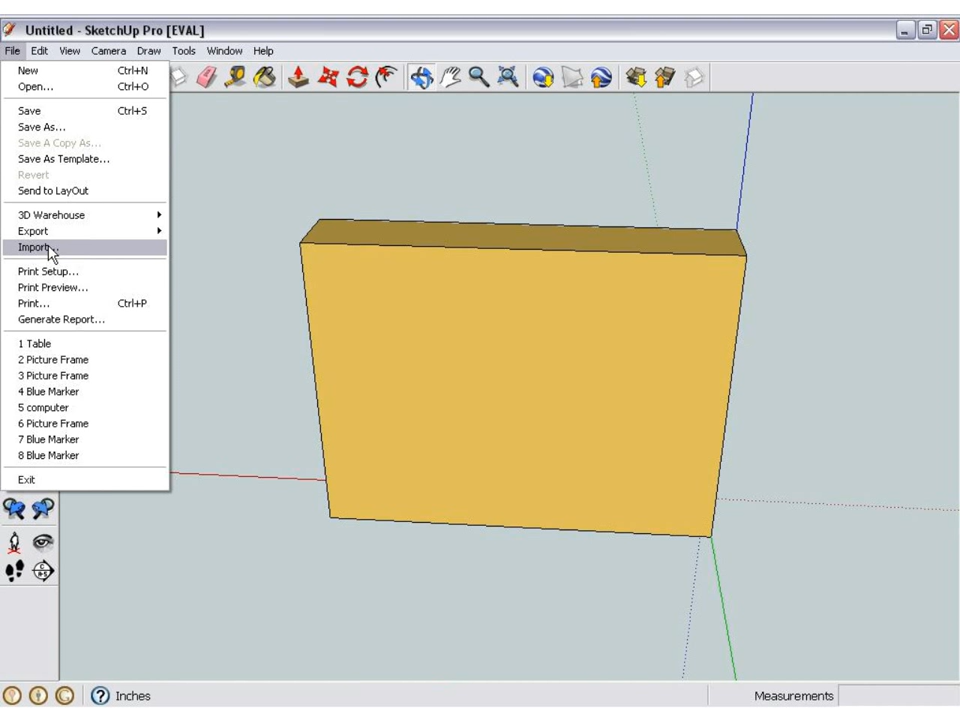 Untitled - SketchUp Pro [EVAL]
File Edit View Camera Draw Tools Window Help
New Ctrl+N
Open... Ctrl+O
Save Ctrl+S
Save As...
Save A Copy As...
Save As Template...
Revert
Send to LayOut
3D Warehouse
Export
Import...
Print Setup...
Print Preview...
Print... Ctrl+P
Generate Report...
1 Table
2 Picture Frame
3 Picture Frame
4 Blue Marker
5 computer
6 Picture Frame
7 Blue Marker
8 Blue Marker
Exit
Inches Measurements